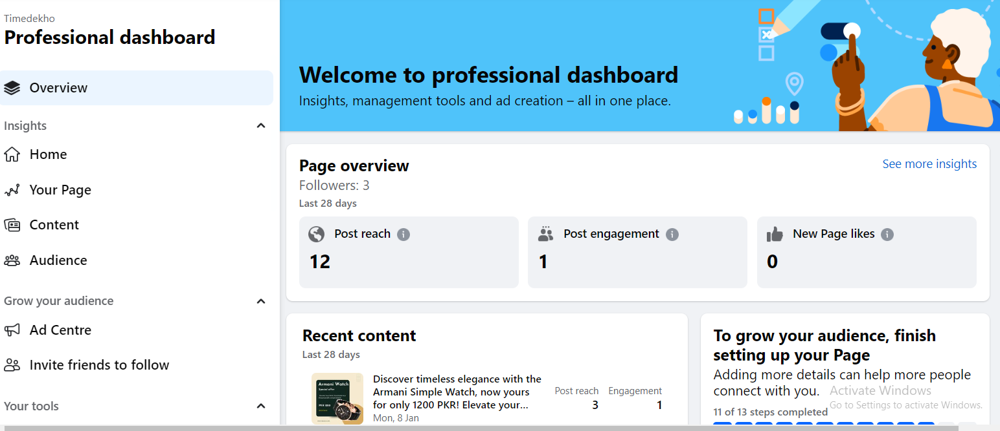 Timedekho
Professional dashboard
Overview
Insights
Home
Your Page
Content
Audience
Grow your audience
Ad Centre
Invite friends to follow
Your tools
Welcome to professional dashboard
Insights, management tools and ad creation – all in one place.
Page overview
See more insights
Followers: 3
Last 28 days
Post reach
12
Post engagement
1
New Page likes
0
Recent content
Last 28 days
Armani Watch
Special offer
PKR 1200
Discover timeless elegance with the
Armani Simple Watch, now yours
for only 1200 PKR! Elevate your...
Mon, 8 Jan
Post reach
3
Engagement
1
To grow your audience, finish
setting up your Page
Adding more details can help more people
connect with you.
11 of 13 steps completed
Activate Windows
Go to Settings to activate Windows.